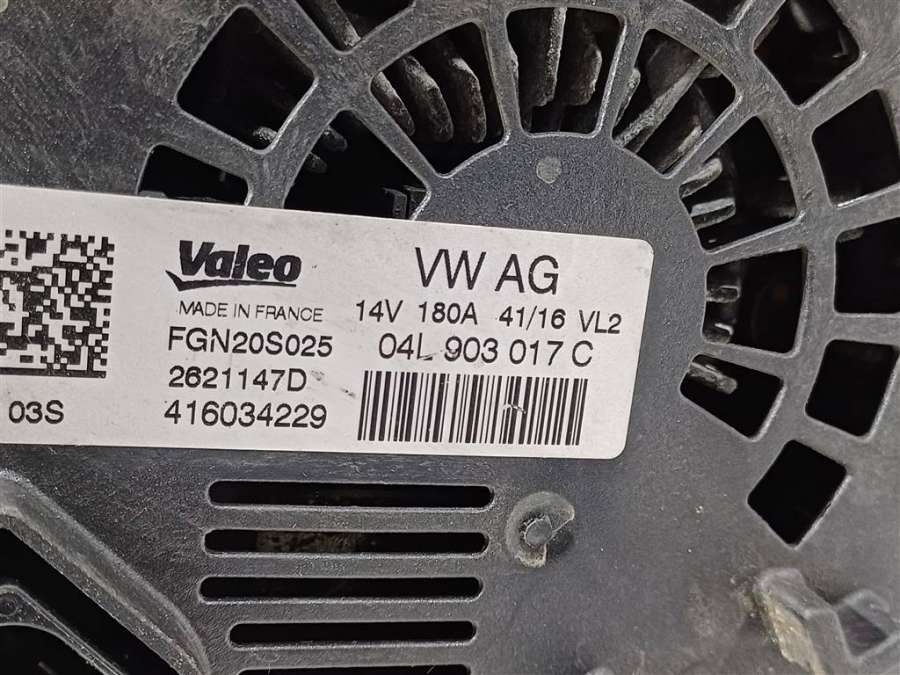 Valeo
MADE IN FRANCE
FGN20S025
2621147D
416034229
VW AG
14V 180A 41/16 VL2
04L 903 017 C
03S